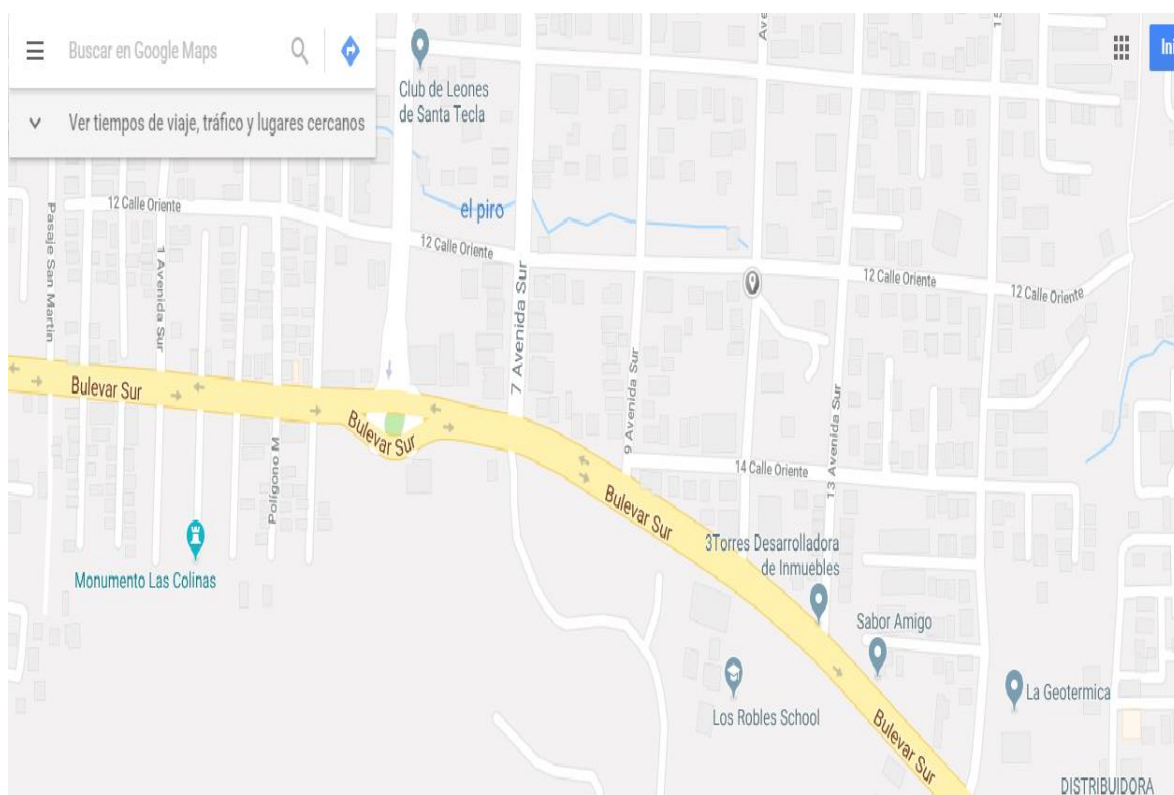 Buscar en Google Maps
Ini
Ver tiempos de viaje, tráfico y lugares cercanos
Club de Leones
de Santa Tecla
Ave
15
12 Calle Oriente
el piro
12 Calle Oriente
12 Calle Oriente
12 Calle Oriente
Pasaje San Martin
1 Avenida Sur
7 Avenida Sur
9 Avenida Sur
13 Avenida Sur
Bulevar Sur
Bulevar Sur
Polígono M
14 Calle Oriente
Bulevar Sur
3Torres Desarrolladora
de Inmuebles
Monumento Las Colinas
Sabor Amigo
La Geotermica
Los Robles School
Bulevar Sur
DISTRIBUIDORA